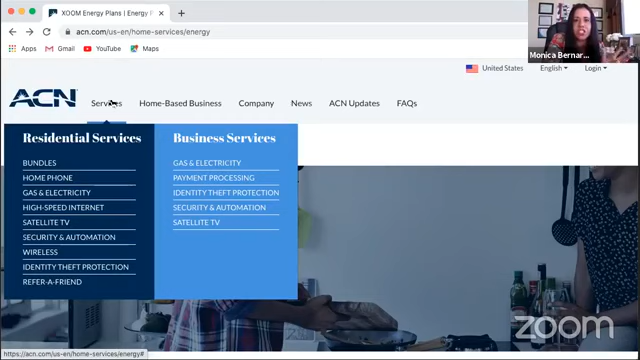 XOOM Energy Plans | Energy P
acn.com/us-en/home-services/energy
Apps
Gmail
YouTube
Maps
Monica Bernar...
United States
English
Login
ACN
Services
Home-Based Business
Company
News
ACN Updates
FAQs
Residential Services
BUNDLES
HOME PHONE
GAS & ELECTRICITY
HIGH-SPEED INTERNET
SATELLITE TV
SECURITY & AUTOMATION
WIRELESS
IDENTITY THEFT PROTECTION
REFER-A-FRIEND
Business Services
GAS & ELECTRICITY
PAYMENT PROCESSING
IDENTITY THEFT PROTECTION
SECURITY & AUTOMATION
SATELLITE TV
zoom
https://acn.com/us-en/home-services/energy#